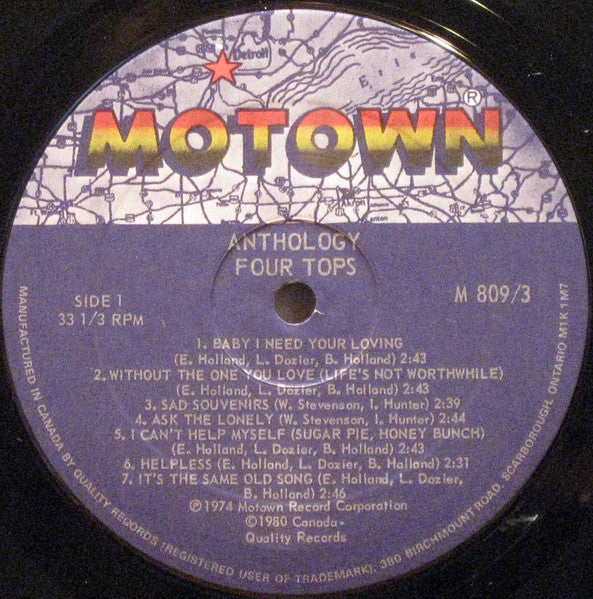 Detroit
Erie
MOTOWN®
Akron
Canton
ANTHOLOGY
FOUR TOPS
SIDE 1
33 1/3 RPM
M 809/3
1. BABY I NEED YOUR LOVING
(E. Holland, L. Dozier, B. Holland) 2:43
2. WITHOUT THE ONE YOU LOVE (LIFE'S NOT WORTHWHILE)
(E. Holland, L. Dozier, B. Holland) 2:43
3. SAD SOUVENIRS (W. Stevenson, I. Hunter) 2:39
4. ASK THE LONELY (W. Stevenson, I. Hunter) 2:44
5. I CAN'T HELP MYSELF (SUGAR PIE, HONEY BUNCH)
(E. Holland, L. Dozier, B. Holland) 2:43
6. HELPLESS (E. Holland, L. Dozier, B. Holland) 2:31
7. IT'S THE SAME OLD SONG (E. Holland, L. Dozier,
B. Holland) 2:46
℗1974 Motown Record Corporation
©1980 Canada-
Quality Records
MANUFACTURED IN CANADA BY QUALITY RECORDS (REGISTERED USER OF TRADEMARK). 380 BIRCHMOUNT ROAD, SCARBOROUGH, ONTARIO M1K 1M7